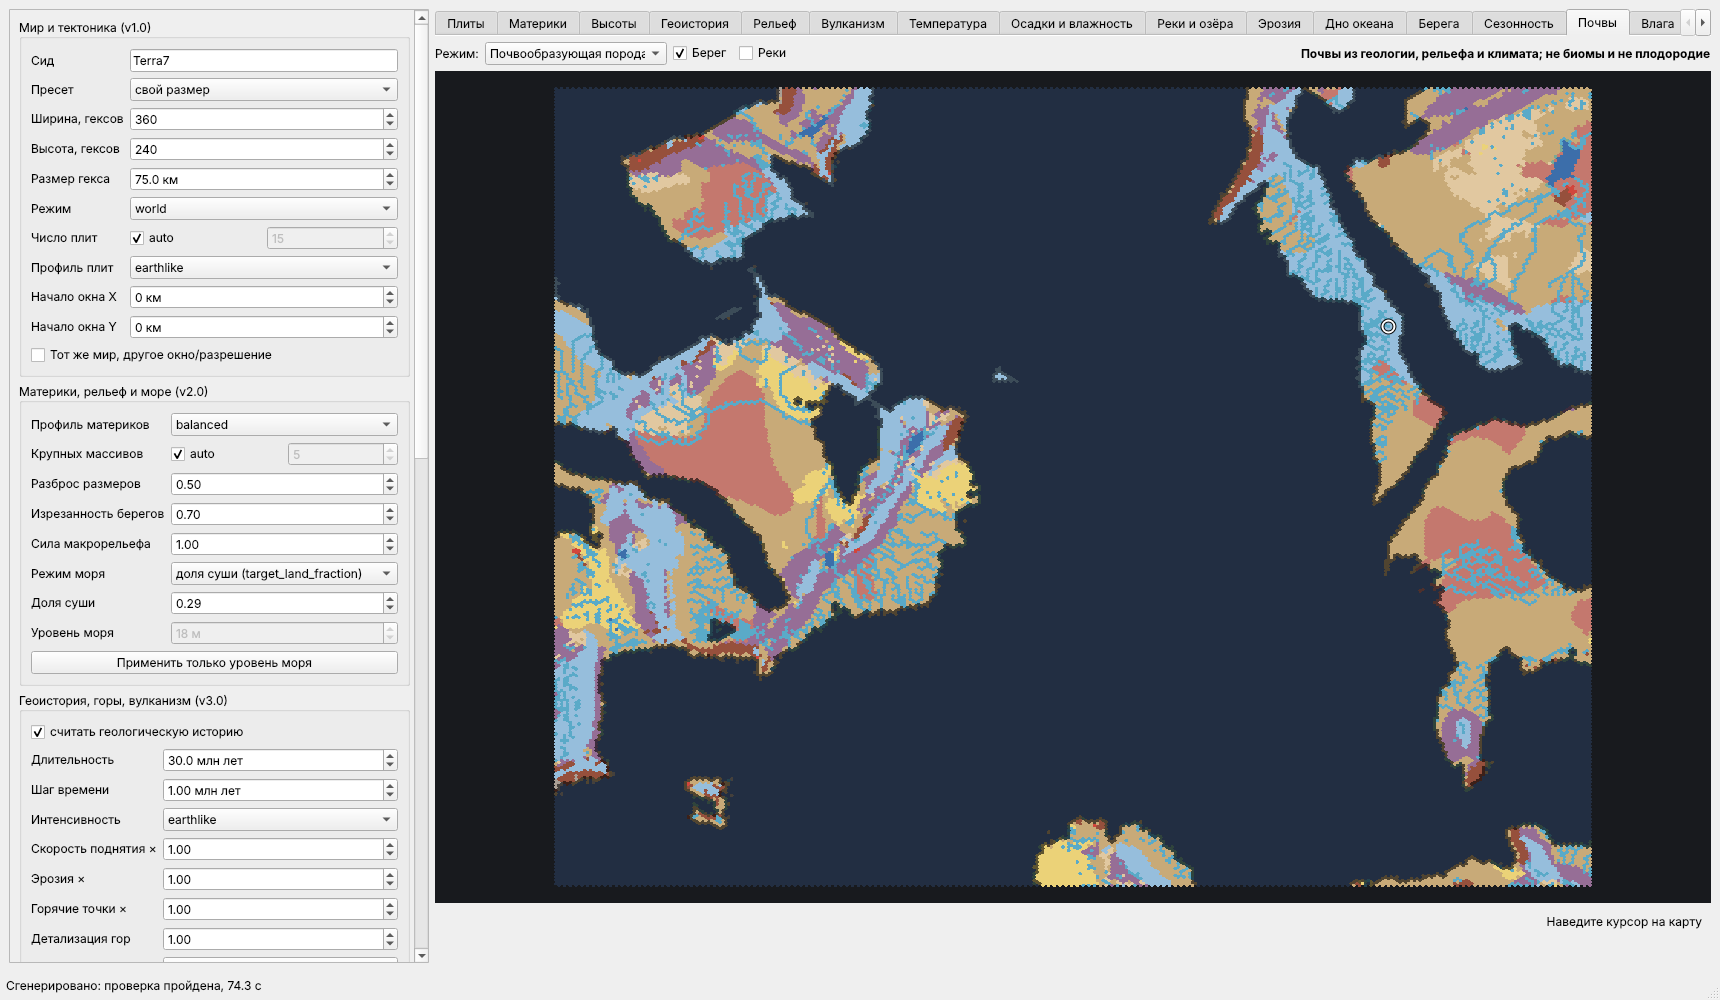 Мир и тектоника (v1.0)
Сид Terra7
Пресет свой размер
Ширина, гексов 360
Высота, гексов 240
Размер гекса 75.0 км
Режим world
Число плит auto 15
Профиль плит earthlike
Начало окна X 0 км
Начало окна Y 0 км
Тот же мир, другое окно/разрешение
Материки, рельеф и море (v2.0)
Профиль материков balanced
Крупных массивов auto 5
Разброс размеров 0.50
Изрезанность берегов 0.70
Сила макрорельефа 1.00
Режим моря доля суши (target_land_fraction)
Доля суши 0.29
Уровень моря 18 м
Применить только уровень моря
Геоистория, горы, вулканизм (v3.0)
считать геологическую историю
Длительность 30.0 млн лет
Шаг времени 1.00 млн лет
Интенсивность earthlike
Скорость поднятия × 1.00
Эрозия × 1.00
Горячие точки × 1.00
Детализация гор 1.00
Плиты Материки Высоты Геоистория Рельеф Вулканизм Температура Осадки и влажность Реки и озёра Эрозия Дно океана Берега Сезонность Почвы Влага
Режим: Почвообразующая порода Берег Реки Почвы из геологии, рельефа и климата; не биомы и не плодородие
Наведите курсор на карту
Сгенерировано: проверка пройдена, 74.3 с